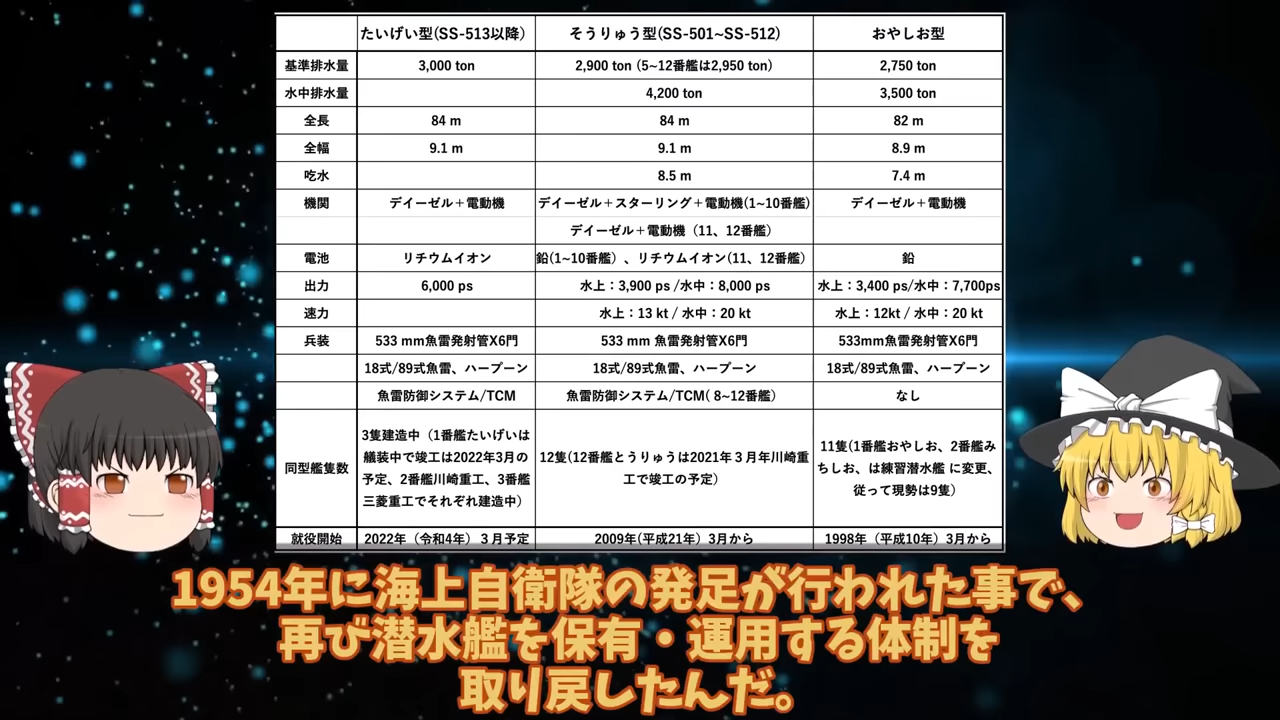 たいげい型(SS-513以降) そうりゅう型(SS-501~SS-512) おやしお型
基準排水量 3,000 ton 2,900 ton (5~12番艦は2,950 ton) 2,750 ton
水中排水量 4,200 ton 3,500 ton
全長 84 m 84 m 82 m
全幅 9.1 m 9.1 m 8.9 m
吃水 8.5 m 7.4 m
機関 デイーゼル＋電動機 デイーゼル＋スターリング＋電動機(1~10番艦) デイーゼル＋電動機
デイーゼル＋電動機（11、12番艦）
電池 リチウムイオン 鉛(1~10番艦）、リチウムイオン(11、12番艦） 鉛
出力 6,000 ps 水上：3,900 ps /水中：8,000 ps 水上：3,400 ps/水中：7,700ps
速力 水上：13 kt / 水中：20 kt 水上：12kt / 水中：20 kt
兵装 533 mm魚雷発射管X6門 533 mm 魚雷発射管X6門 533mm魚雷発射管X6門
18式/89式魚雷、ハープーン 18式/89式魚雷、ハープーン 18式/89式魚雷、ハープーン
魚雷防御システム/TCM 魚雷防御システム/TCM( 8~12番艦） なし
同型艦隻数
3隻建造中（1番艦たいげいは
艤装中で竣工は2022年3月の
予定、2番艦川崎重工、3番艦
三菱重工でそれぞれ建造中）
12隻(12番艦とうりゅうは2021年３月年川崎重
工で竣工の予定）
11隻(1番艦おやしお、2番艦み
ちしお、は練習潜水艦 に変更、
従って現勢は9隻）
就役開始 2022年（令和4年）３月予定 2009年(平成21年）3月から 1998年（平成10年）3月から
1954年に海上自衛隊の発足が行われた事で、
再び潜水艦を保有・運用する体制を
取り戻したんだ。